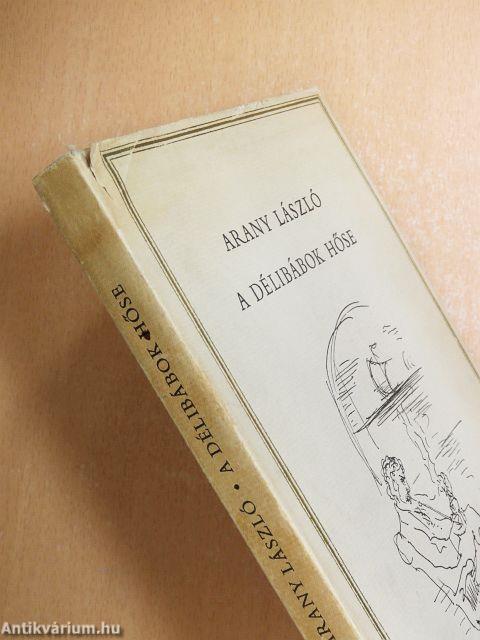 ARANY LÁSZLÓ
A DÉLIBÁBOK HŐSE
ARANY LÁSZLÓ • A DÉLIBÁBOK HŐSE
Antikvárium.hu